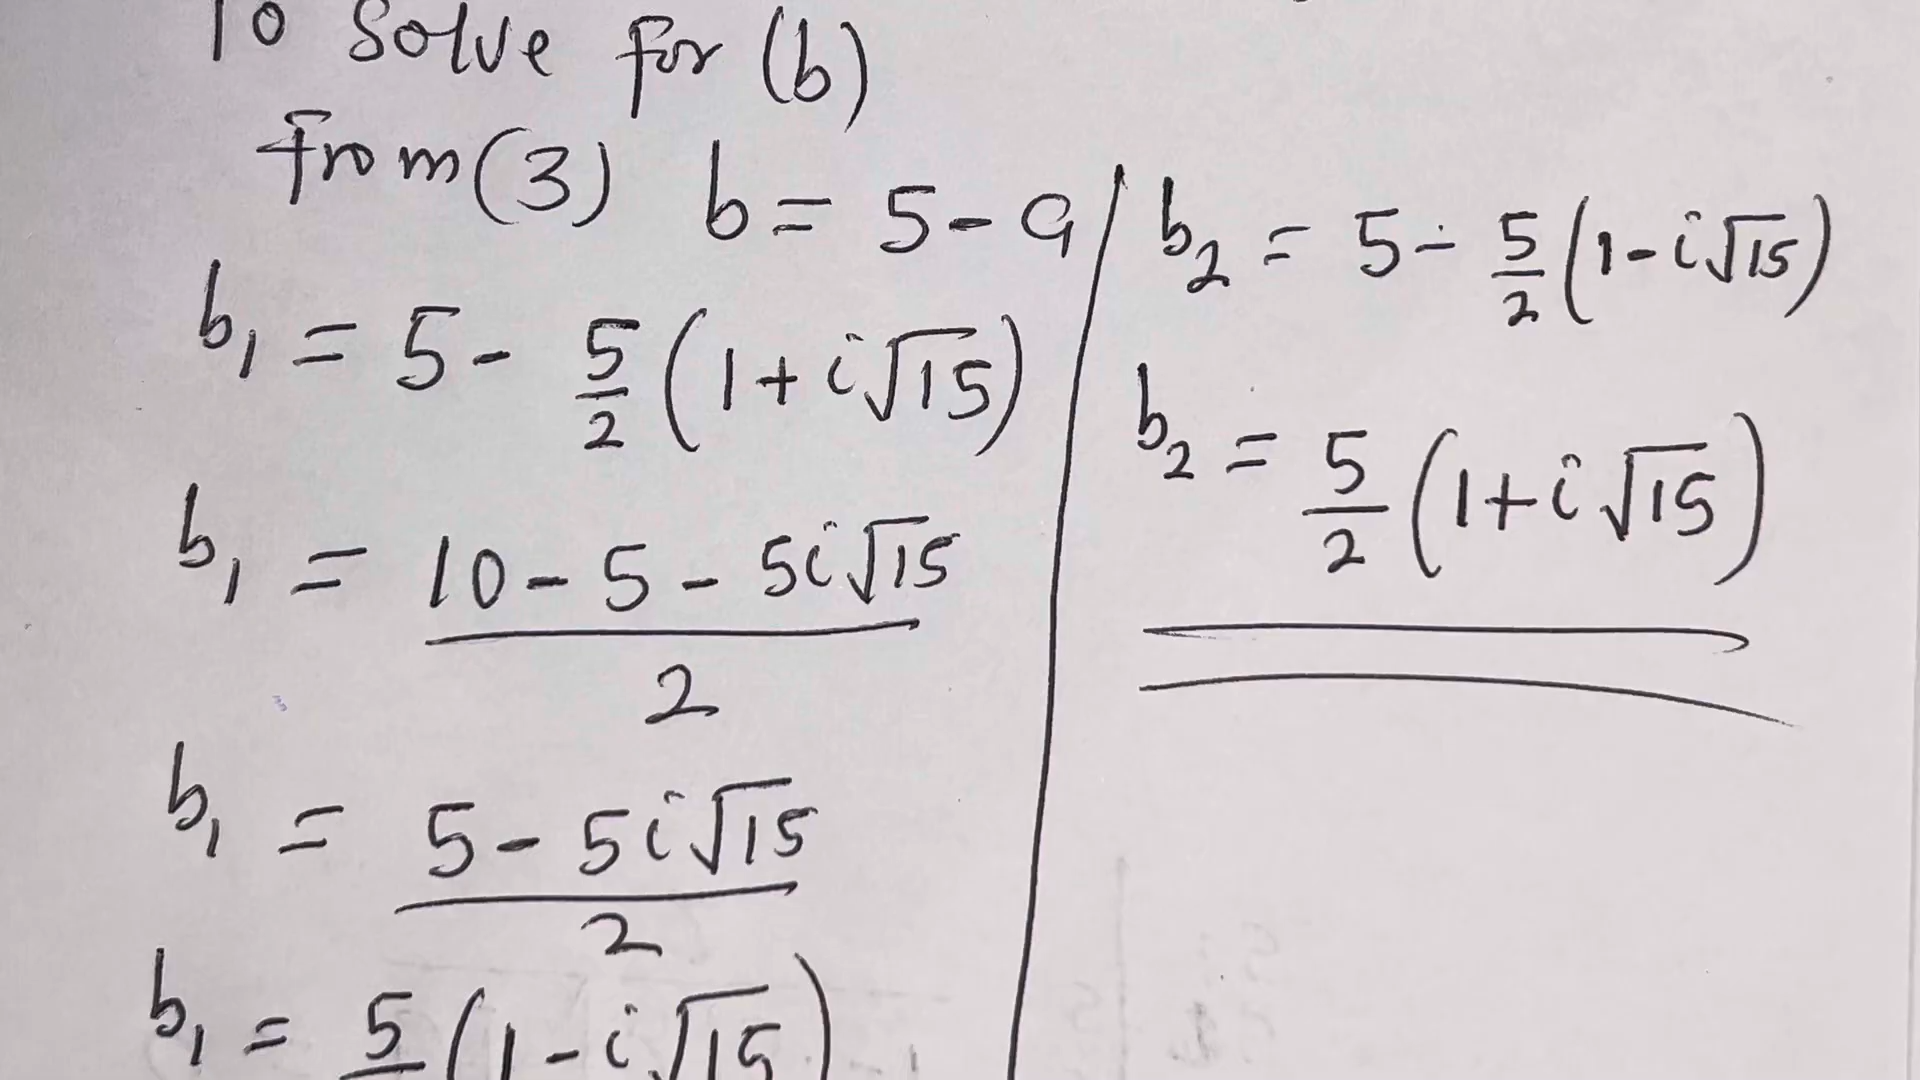 To Solve for (b)
from (3) b = 5 - a
b₁ = 5 - 5/2 (1 + i√15)
b₁ = (10 - 5 - 5i√15)/2
b₁ = (5 - 5i√15)/2
b₁ = 5/ (1 - i√15)
b₂ = 5 - 5/2 (1 - i√15)
b₂ = 5/2 (1 + i√15)